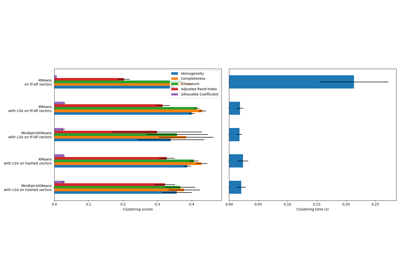 Homogeneity
Completeness
V-measure
Adjusted Rand-Index
Silhouette Coefficient
KMeans
on tf-idf vectors
KMeans
with LSA on tf-idf vectors
MiniBatchKMeans
with LSA on tf-idf vectors
KMeans
with LSA on hashed vectors
MiniBatchKMeans
with LSA on hashed vectors
0.0 0.1 0.2 0.3 0.4
Clustering scores
0.00 0.05 0.10 0.15 0.20 0.25
Clustering time (s)